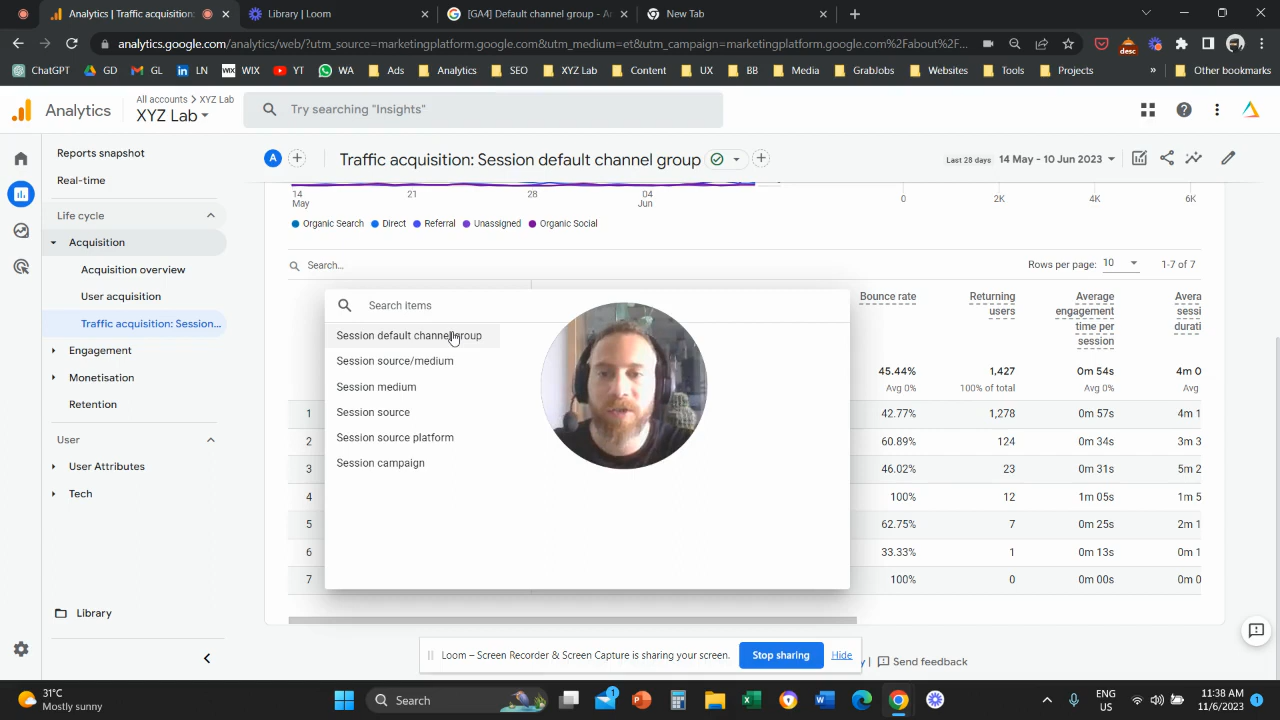 Analytics | Traffic acquisition:
Library | Loom
[GA4] Default channel group - An
New Tab
analytics.google.com/analytics/web/?utm_source=marketingplatform.google.com&utm_medium=et&utm_campaign=marketingplatform.google.com%2Fabout%2F...
desc
ChatGPT GD GL LN WIX YT WA Ads Analytics SEO XYZ Lab Content UX BB Media GrabJobs Websites Tools Projects » Other bookmarks
Analytics
All accounts > XYZ Lab
XYZ Lab
Try searching "Insights"
Reports snapshot
Real-time
Life cycle
Acquisition
Acquisition overview
User acquisition
Traffic acquisition: Session...
Engagement
Monetisation
Retention
User
User Attributes
Tech
Library
A
Traffic acquisition: Session default channel group
Last 28 days 14 May - 10 Jun 2023
14
May
21
28
04
Jun
0
2K
4K
6K
Organic Search Direct Referral Unassigned Organic Social
Search...
Rows per page: 10
1-7 of 7
Search items
Session default channel group
Session source/medium
Session medium
Session source
Session source platform
Session campaign
Bounce rate
Returning
users
Average
engagement
time per
session
Avera
sessi
durati
45.44% 1,427 0m 54s 4m 0
Avg 0% 100% of total Avg 0% Avg
1 42.77% 1,278 0m 57s 4m 1
2 60.89% 124 0m 34s 3m 3
3 46.02% 23 0m 31s 5m 2
4 100% 12 1m 05s 1m 5
5 62.75% 7 0m 25s 2m 1
6 33.33% 1 0m 13s 0m 1
7 100% 0 0m 00s 0m 0
Loom – Screen Recorder & Screen Capture is sharing your screen.
Stop sharing
Hide
y | Send feedback
31°C
Mostly sunny
Search
1
ENG
US
11:38 AM
11/6/2023
1